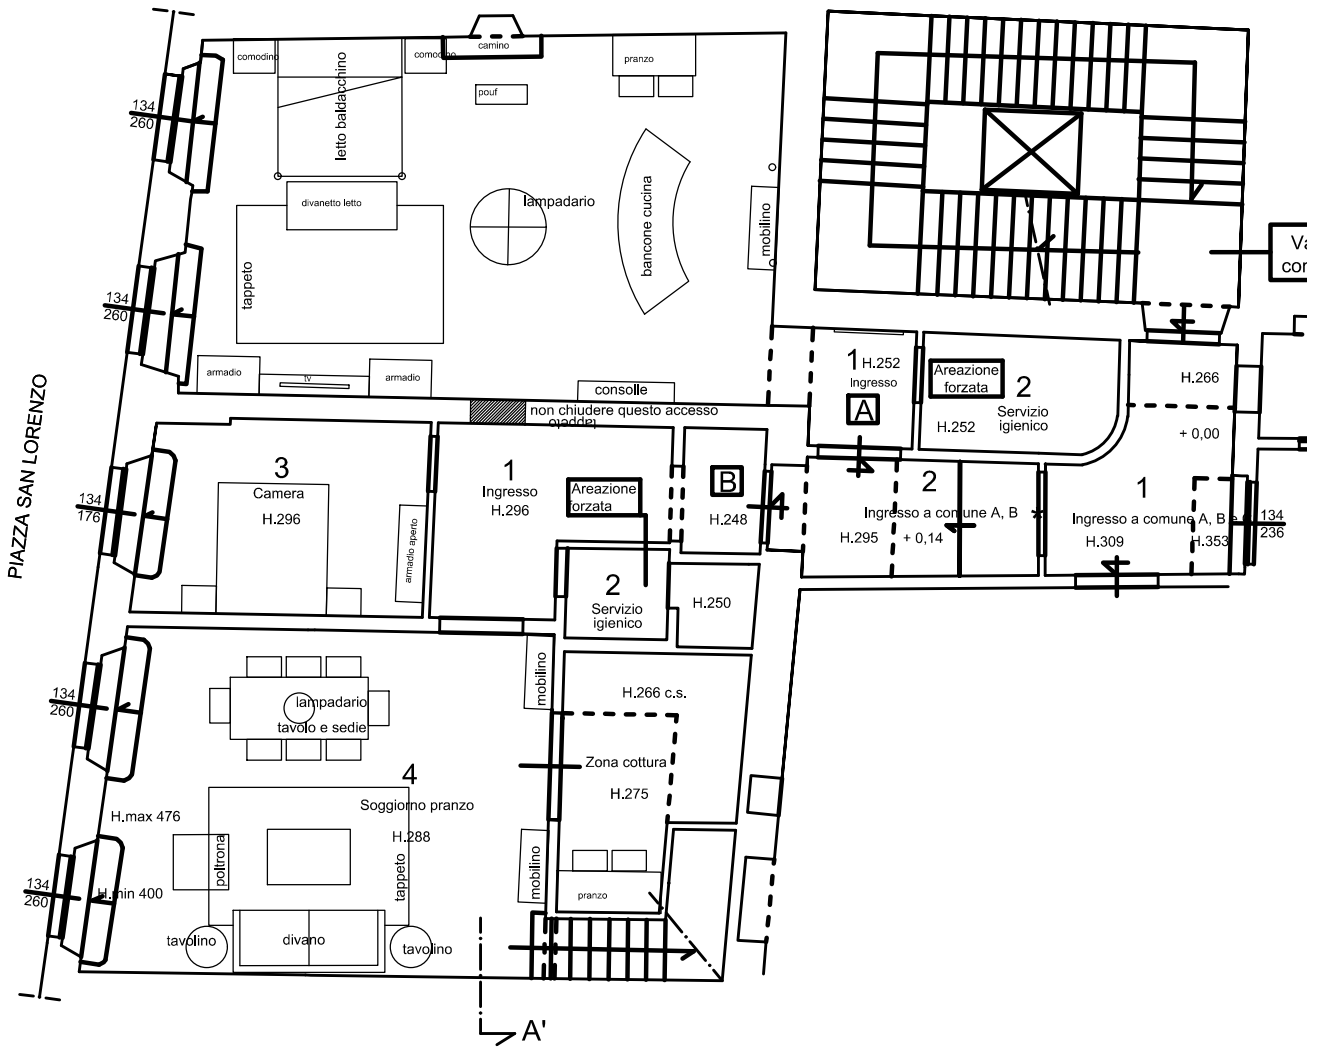 camino
comodino
comodino
pranzo
letto baldacchino
pouf
134
260
divanetto letto
lampadario
bancone cucina
mobilino
tappeto
134
260
armadio
tv
armadio
consolle
non chiudere questo accesso
tappeto
1
H.252
Ingresso
A
Areazione
forzata
2
Servizio
igienico
H.252
H.266
+ 0,00
PIAZZA SAN LORENZO
3
Camera
H.296
armadio aperto
134
176
1
Ingresso
H.296
Areazione
forzata
B
H.248
2
Ingresso a comune A, B
H.295
+ 0,14
1
Ingresso a comune A, B e
H.309
H.353
134
236
2
Servizio
igienico
H.250
134
260
lampadario
tavolo e sedie
mobilino
H.266 c.s.
Zona cottura
H.275
4
Soggiorno pranzo
H.288
H.max 476
H.min 400
134
260
poltrona
tappeto
mobilino
pranzo
tavolino
divano
tavolino
A'